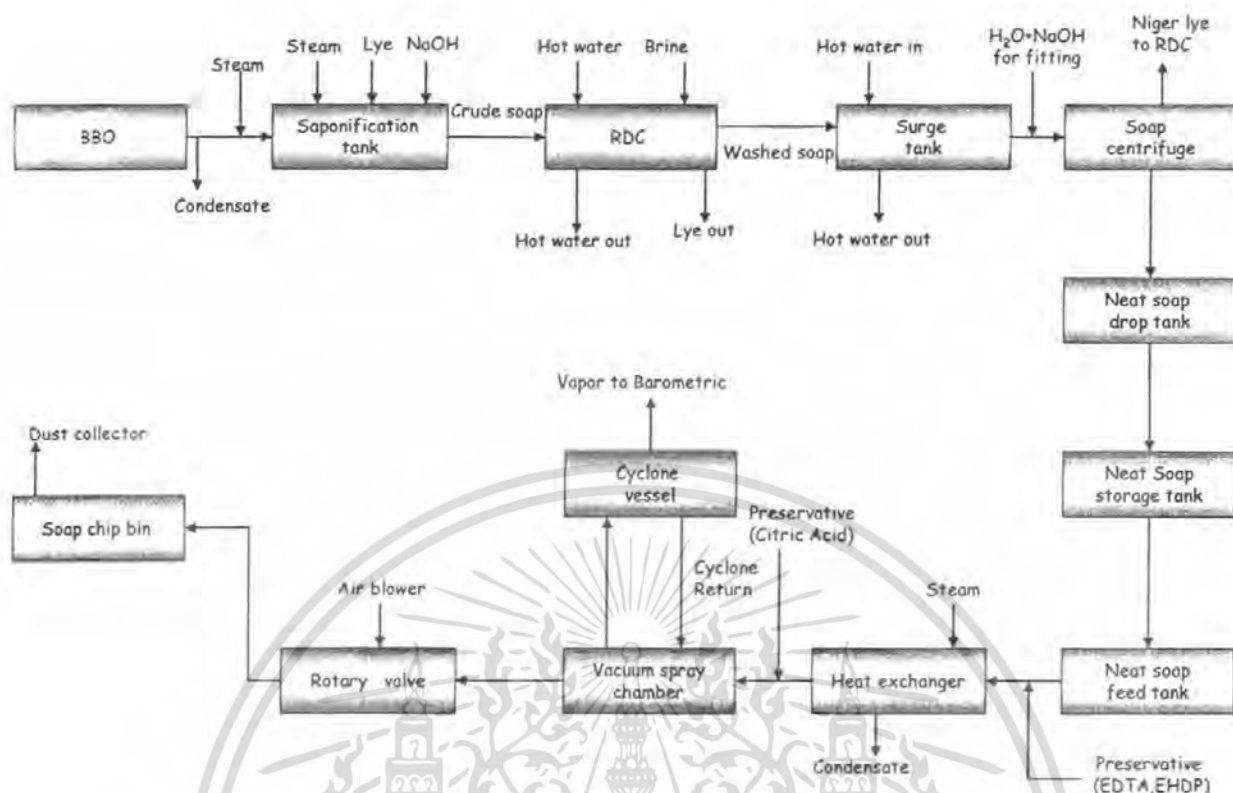 Steam
Lye
NaOH
Hot water
Brine
Hot water in
H₂O+NaOH
for fitting
Niger lye
to RDC
Steam
BBO
Saponification
tank
Crude soap
RDC
Washed soap
Surge
tank
Soap
centrifuge
Condensate
Hot water out
Lye out
Hot water out
Neat soap
drop tank
Vapor to Barometric
Dust collector
Cyclone
vessel
Neat Soap
storage tank
Soap chip bin
Preservative
(Citric Acid)
Cyclone
Return
Air blower
Steam
Rotary valve
Vacuum spray
chamber
Heat exchanger
Neat soap
feed tank
Condensate
Preservative
(EDTA,EHDP)